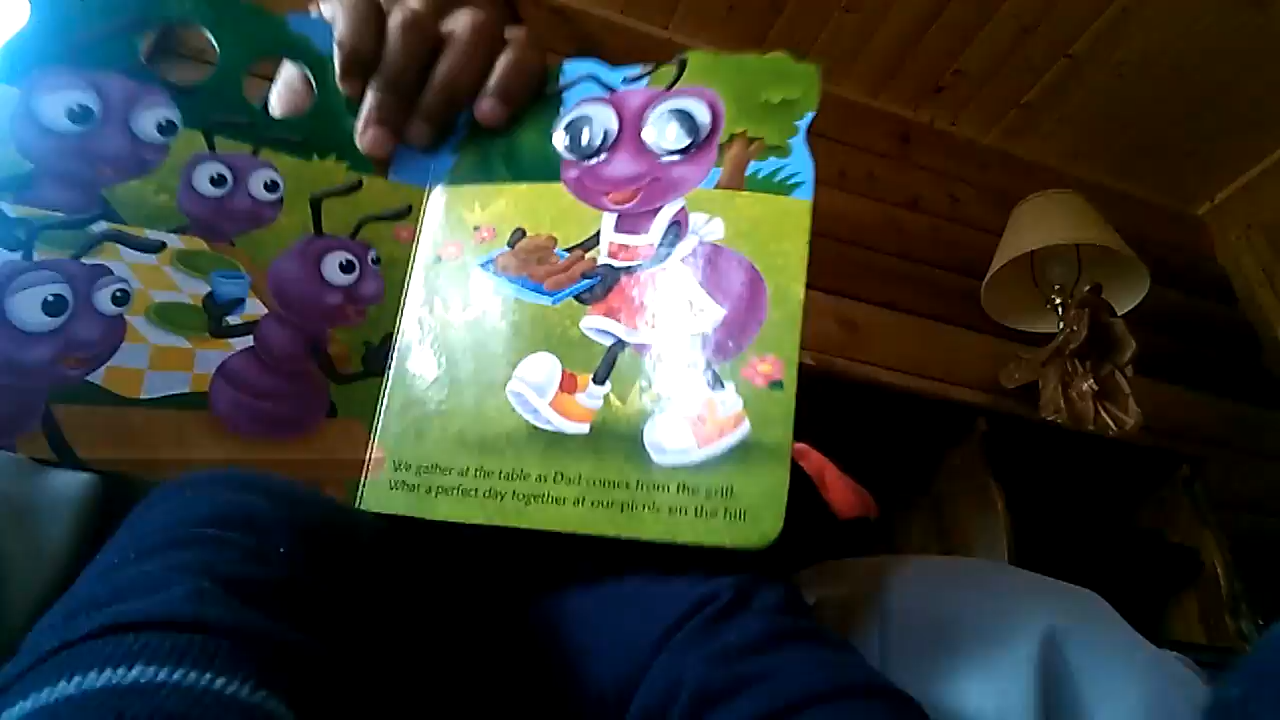 We gather at the table as Dad comes from the grill.
What a perfect day together at our picnic on the hill